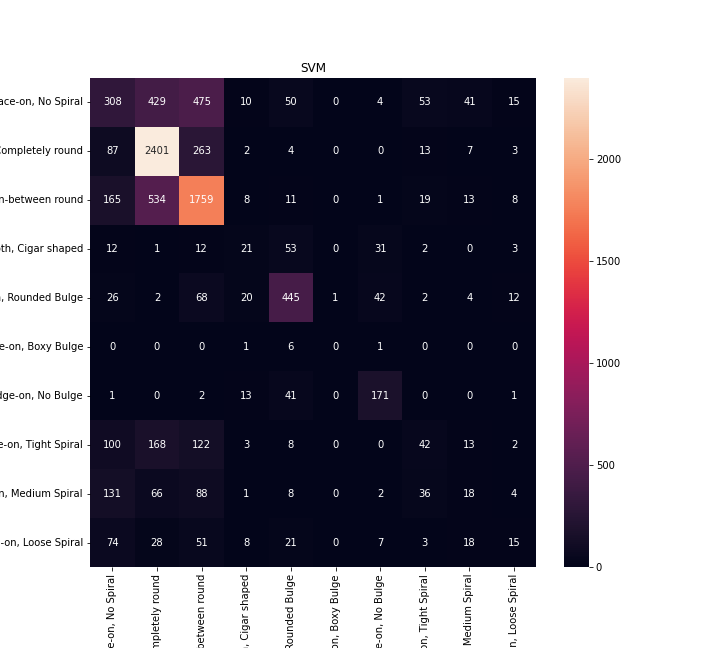 SVM
ace-on, No Spiral 308 429 475 10 50 0 4 53 41 15
Completely round 87 2401 263 2 4 0 0 13 7 3
n-between round 165 534 1759 8 11 0 1 19 13 8
oth, Cigar shaped 12 1 12 21 53 0 31 2 0 3
, Rounded Bulge 26 2 68 20 445 1 42 2 4 12
e-on, Boxy Bulge 0 0 0 1 6 0 1 0 0 0
dge-on, No Bulge 1 0 2 13 41 0 171 0 0 1
e-on, Tight Spiral 100 168 122 3 8 0 0 42 13 2
n, Medium Spiral 131 66 88 1 8 0 2 36 18 4
-on, Loose Spiral 74 28 51 8 21 0 7 3 18 15
e-on, No Spiral
mpletely round
between round
, Cigar shaped
Rounded Bulge
on, Boxy Bulge
e-on, No Bulge
on, Tight Spiral
Medium Spiral
n, Loose Spiral
2000
1500
1000
500
0